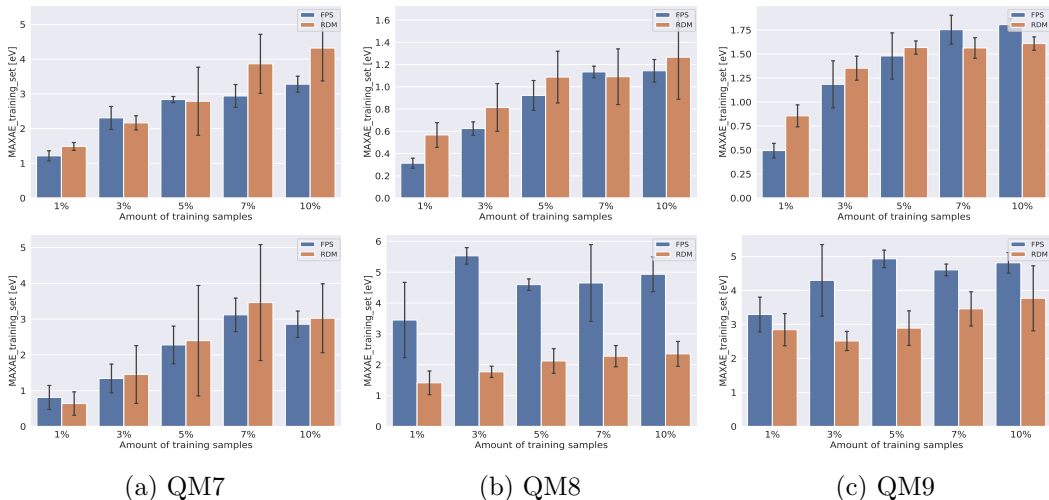 FPS
RDM
MAXAE_training_set [eV]
5
4
3
2
1
0
1% 3% 5% 7% 10%
Amount of training samples
FPS
RDM
MAXAE_training_set [eV]
1.6
1.4
1.2
1.0
0.8
0.6
0.4
0.2
0.0
1% 3% 5% 7% 10%
Amount of training samples
FPS
RDM
MAXAE_training_set [eV]
1.75
1.50
1.25
1.00
0.75
0.50
0.25
0.00
1% 3% 5% 7% 10%
Amount of training samples
FPS
RDM
MAXAE_training_set [eV]
5
4
3
2
1
0
1% 3% 5% 7% 10%
Amount of training samples
FPS
RDM
MAXAE_training_set [eV]
6
5
4
3
2
1
0
1% 3% 5% 7% 10%
Amount of training samples
FPS
RDM
MAXAE_training_set [eV]
5
4
3
2
1
0
1% 3% 5% 7% 10%
Amount of training samples
(a) QM7
(b) QM8
(c) QM9